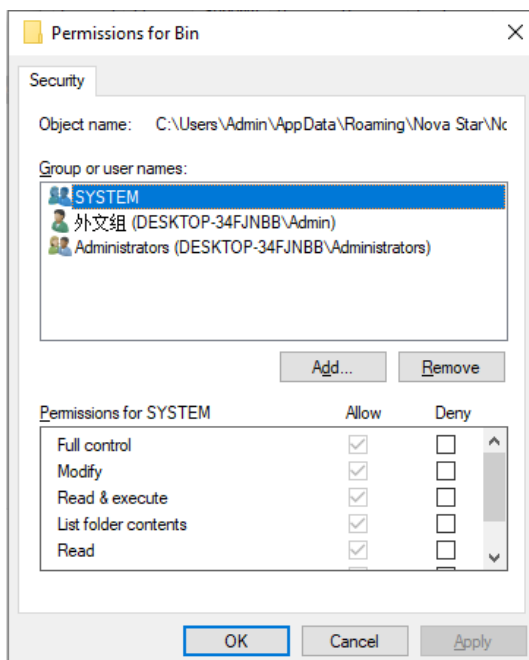 Permissions for Bin
Security
Object name: C:\Users\Admin\AppData\Roaming\Nova Star\Nc
Group or user names:
SYSTEM
外文组 (DESKTOP-34FJNBB\Admin)
Administrators (DESKTOP-34FJNBB\Administrators)
Add... Remove
Permissions for SYSTEM Allow Deny
Full control
Modify
Read & execute
List folder contents
Read
OK Cancel Apply